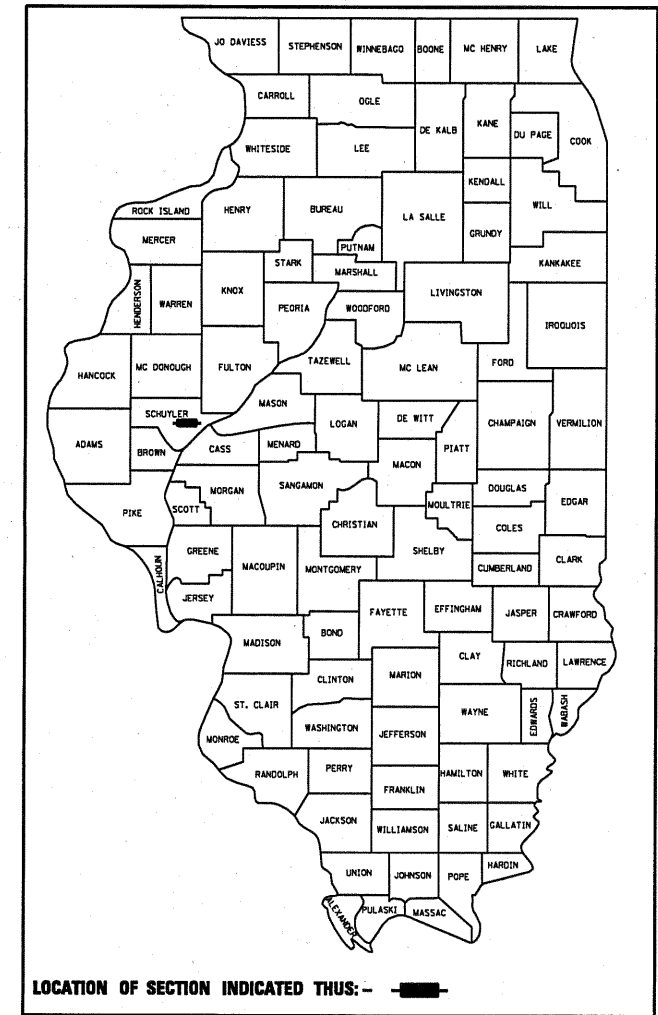 JO DAVIESS
STEPHENSON
WINNEBAGO
BOONE
MC HENRY
LAKE
CARROLL
OGLE
DE KALB
KANE
DU PAGE
COOK
WHITESIDE
LEE
KENDALL
WILL
ROCK ISLAND
HENRY
BUREAU
LA SALLE
GRUNDY
MERCER
PUTNAM
KANKAKEE
STARK
MARSHALL
HENDERSON
WARREN
KNOX
PEORIA
WOODFORD
LIVINGSTON
IROQUOIS
HANCOCK
MC DONOUGH
FULTON
TAZEWELL
MC LEAN
FORD
SCHUYLER
MASON
LOGAN
DE WITT
CHAMPAIGN
VERMILION
ADAMS
BROWN
CASS
MENARD
MACON
PIATT
PIKE
SCOTT
MORGAN
SANGAMON
CHRISTIAN
MOULTRIE
DOUGLAS
EDGAR
COLES
CALHOUN
GREENE
MACOUPIN
MONTGOMERY
SHELBY
CUMBERLAND
CLARK
JERSEY
FAYETTE
EFFINGHAM
JASPER
CRAWFORD
MADISON
BOND
CLAY
RICHLAND
LAWRENCE
CLINTON
MARION
ST. CLAIR
WAYNE
EDWARDS
WABASH
WASHINGTON
JEFFERSON
MONROE
RANDOLPH
PERRY
HAMILTON
WHITE
FRANKLIN
JACKSON
WILLIAMSON
SALINE
GALLATIN
UNION
JOHNSON
POPE
HARDIN
ALEXANDER
PULASKI
MASSAC
LOCATION OF SECTION INDICATED THUS: -